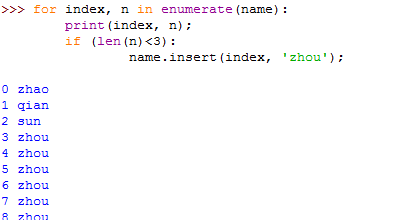 >>> for index, n in enumerate(name):
        print(index, n);
        if (len(n)<3):
                name.insert(index, 'zhou');
0 zhao
1 qian
2 sun
3 zhou
4 zhou
5 zhou
6 zhou
7 zhou
8 zhou